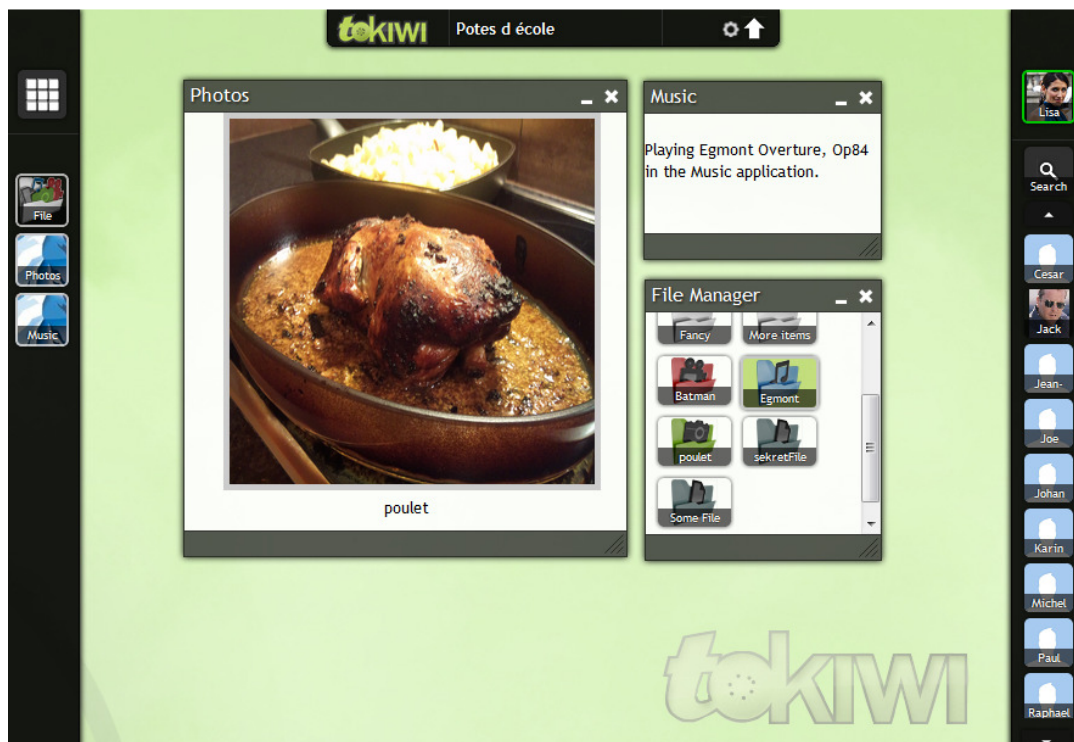 tokiwi
Potes d école
File
Photos
Music
Photos
poulet
Music
Playing Egmont Overture, Op84
in the Music application.
File Manager
Fancy
More items
Batman
Egmont
poulet
sekretFile
Some File
Lisa
Search
Cesar
Jack
Jean-
Joe
Johan
Karin
Michel
Paul
Raphael
tokiwi